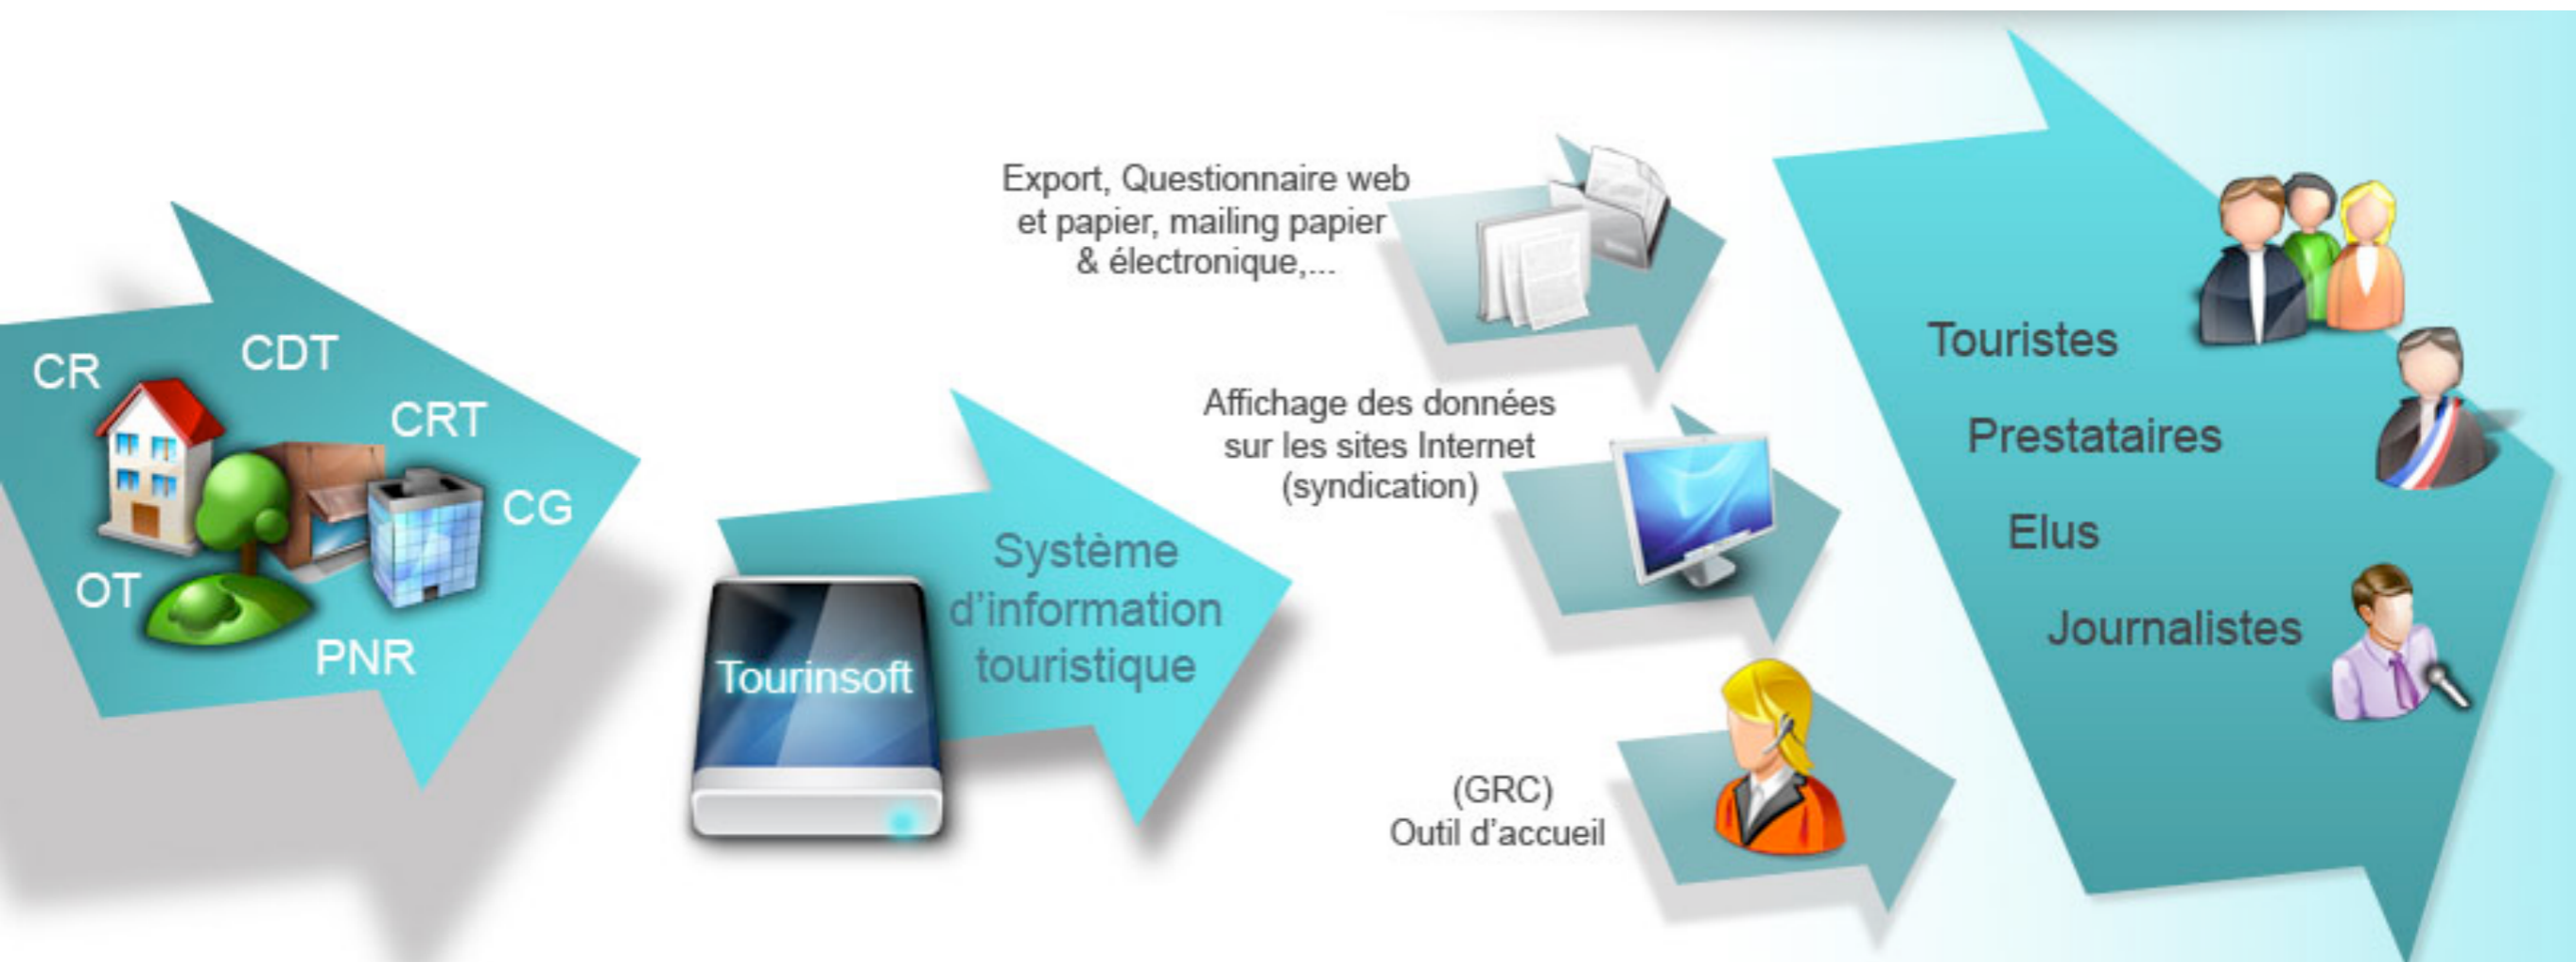 CR
CDT
CRT
CG
OT
PNR
Tourinsoft
Système
d'information
touristique
Export, Questionnaire web
et papier, mailing papier
& électronique,...
Affichage des données
sur les sites Internet
(syndication)
(GRC)
Outil d'accueil
Touristes
Prestataires
Elus
Journalistes